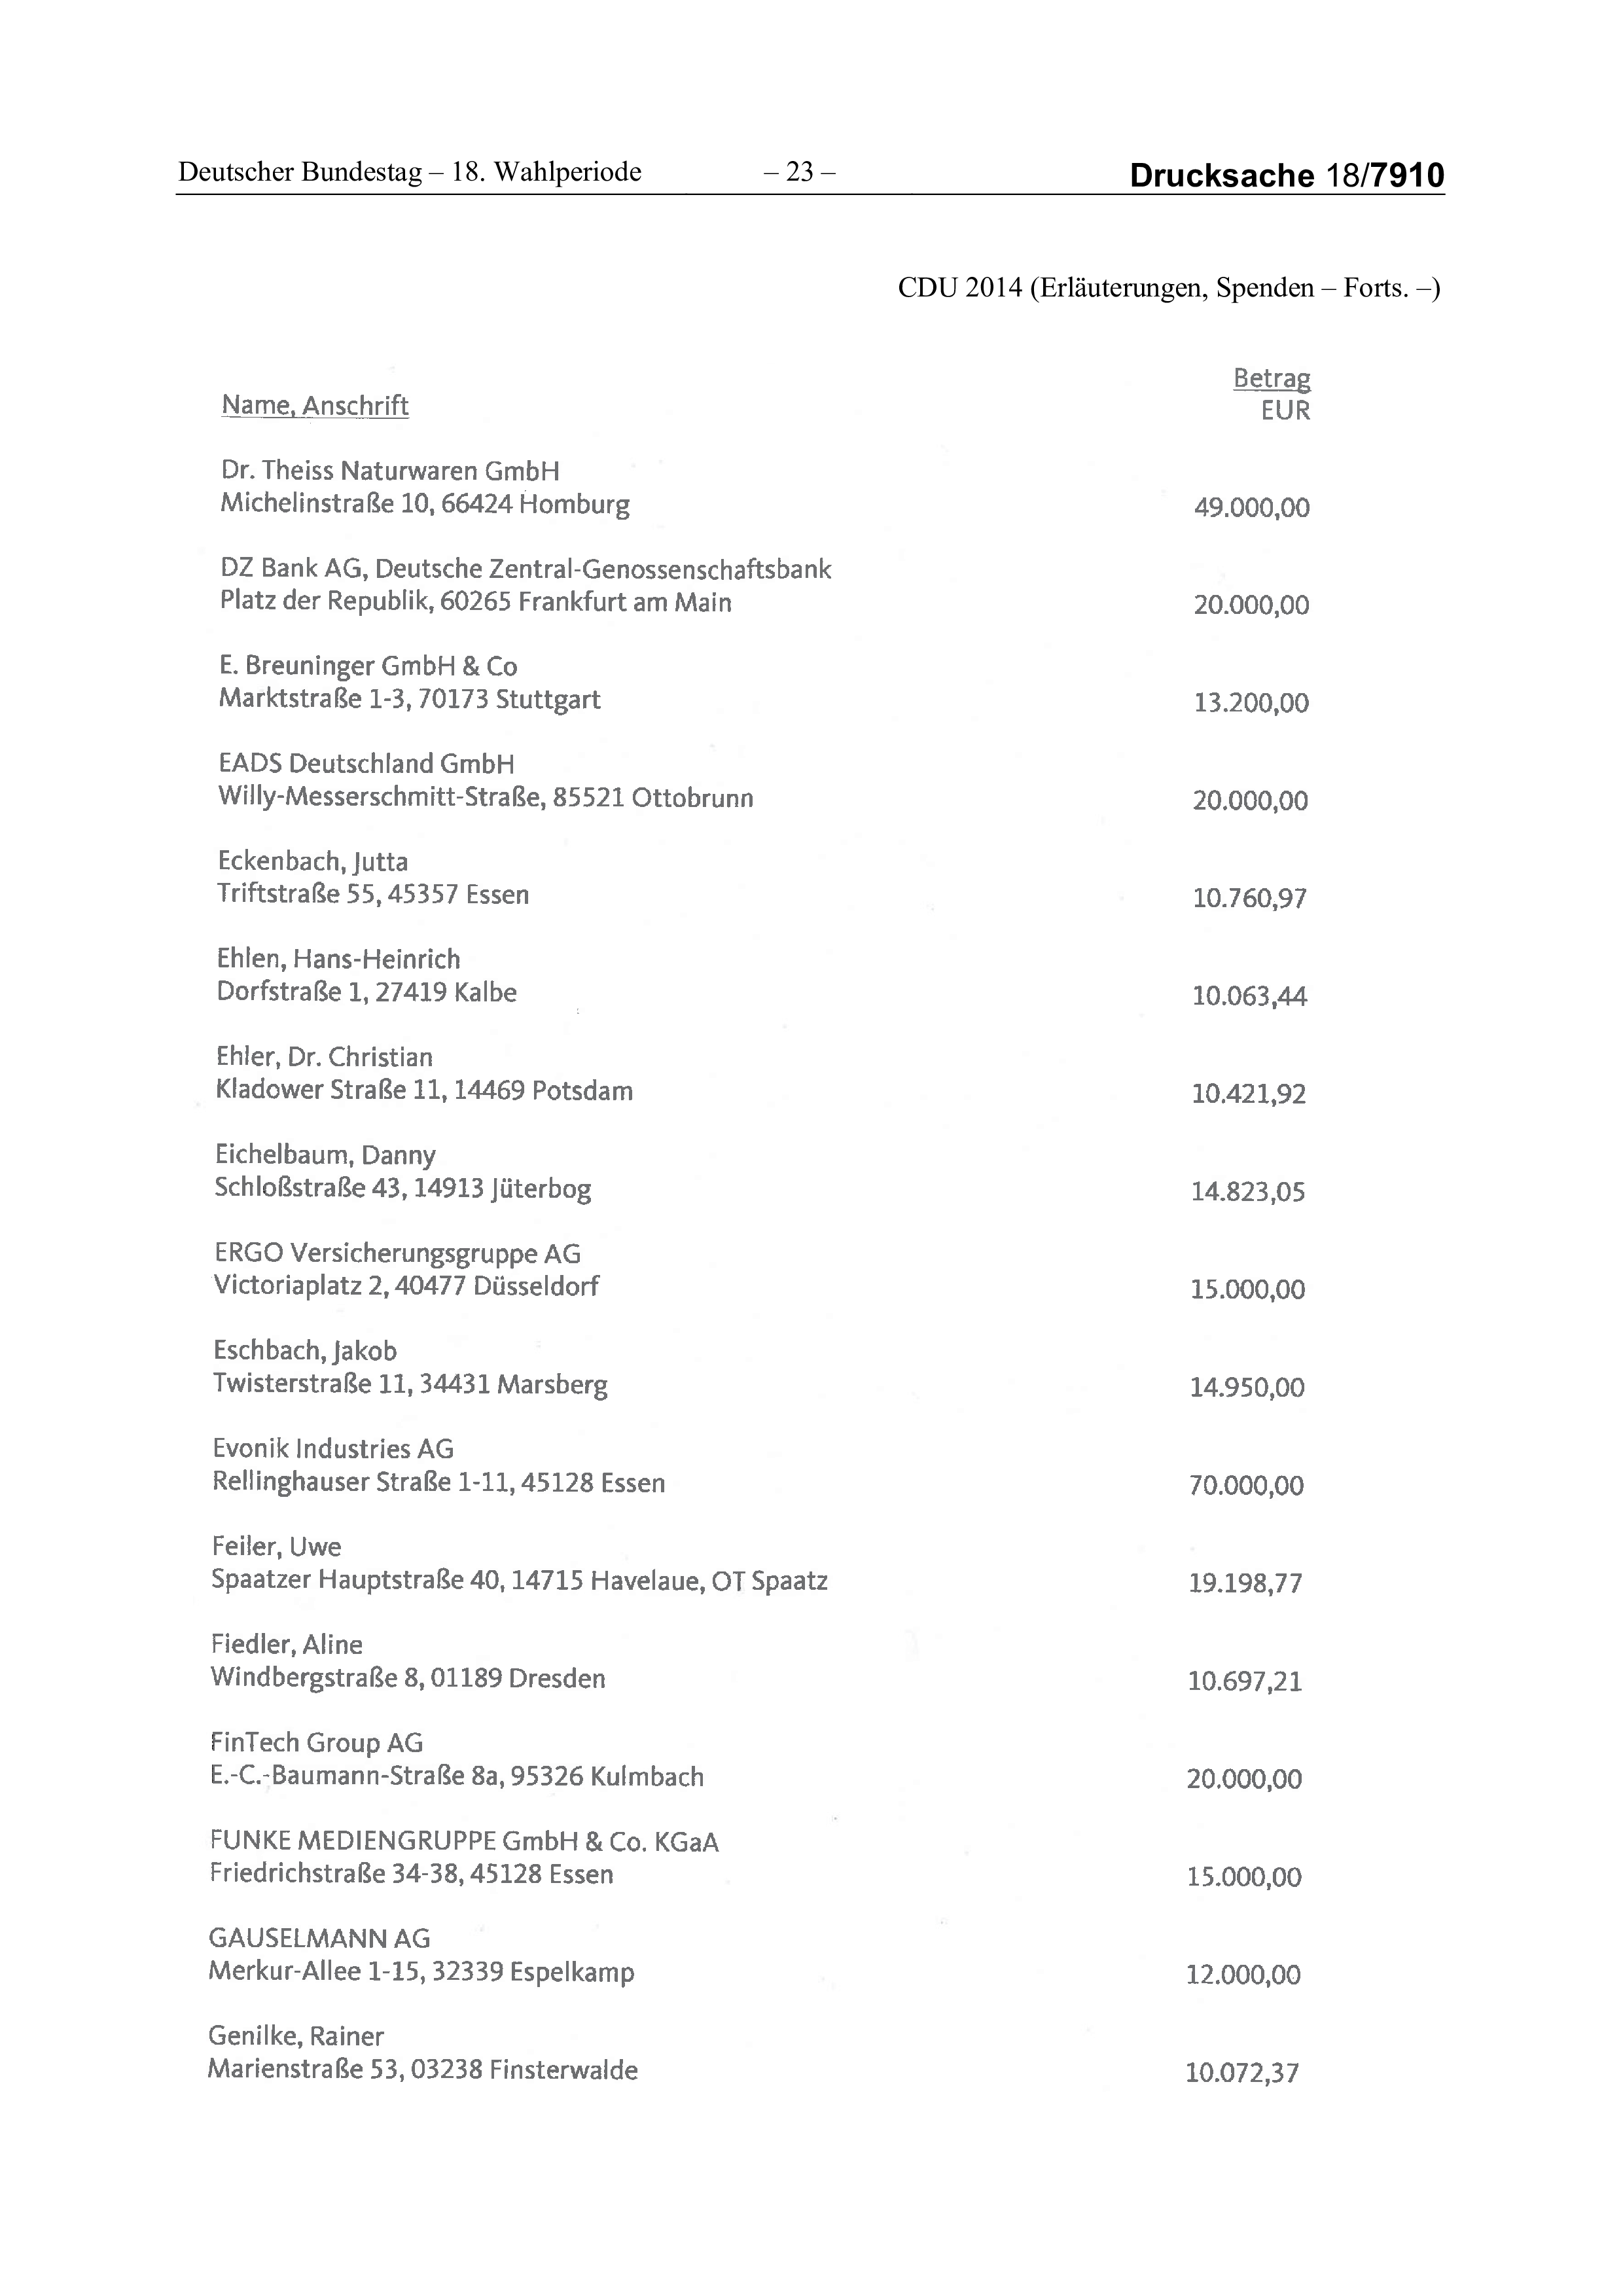 Deutscher Bundestag – 18. Wahlperiode – 23 – Drucksache 18/7910
CDU 2014 (Erläuterungen, Spenden – Forts. –)
Betrag
Name, Anschrift EUR
Dr. Theiss Naturwaren GmbH
Michelinstraße 10, 66424 Homburg 49.000,00
DZ Bank AG, Deutsche Zentral-Genossenschaftsbank
Platz der Republik, 60265 Frankfurt am Main 20.000,00
E. Breuninger GmbH & Co
Marktstraße 1-3, 70173 Stuttgart 13.200,00
EADS Deutschland GmbH
Willy-Messerschmitt-Straße, 85521 Ottobrunn 20.000,00
Eckenbach, Jutta
Triftstraße 55, 45357 Essen 10.760,97
Ehlen, Hans-Heinrich
Dorfstraße 1, 27419 Kalbe 10.063,44
Ehler, Dr. Christian
Kladower Straße 11, 14469 Potsdam 10.421,92
Eichelbaum, Danny
Schloßstraße 43, 14913 Jüterbog 14.823,05
ERGO Versicherungsgruppe AG
Victoriaplatz 2, 40477 Düsseldorf 15.000,00
Eschbach, Jakob
Twisterstraße 11, 34431 Marsberg 14.950,00
Evonik Industries AG
Rellinghauser Straße 1-11, 45128 Essen 70.000,00
Feiler, Uwe
Spaatzer Hauptstraße 40, 14715 Havelaue, OT Spaatz 19.198,77
Fiedler, Aline
Windbergstraße 8, 01189 Dresden 10.697,21
FinTech Group AG
E.-C.-Baumann-Straße 8a, 95326 Kulmbach 20.000,00
FUNKE MEDIENGRUPPE GmbH & Co. KGaA
Friedrichstraße 34-38, 45128 Essen 15.000,00
GAUSELMANN AG
Merkur-Allee 1-15, 32339 Espelkamp 12.000,00
Genilke, Rainer
Marienstraße 53, 03238 Finsterwalde 10.072,37